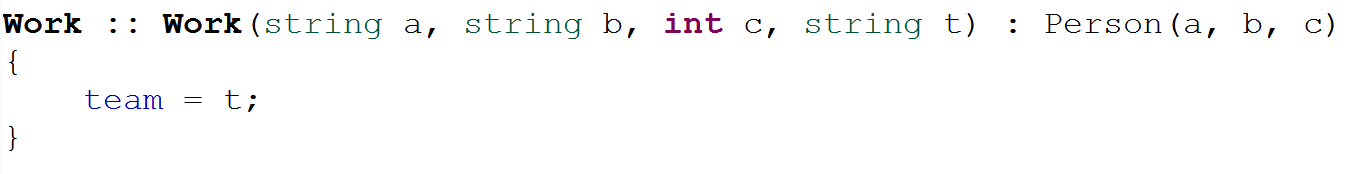 Work :: Work(string a, string b, int c, string t) : Person(a, b, c)
{
    team = t;
}